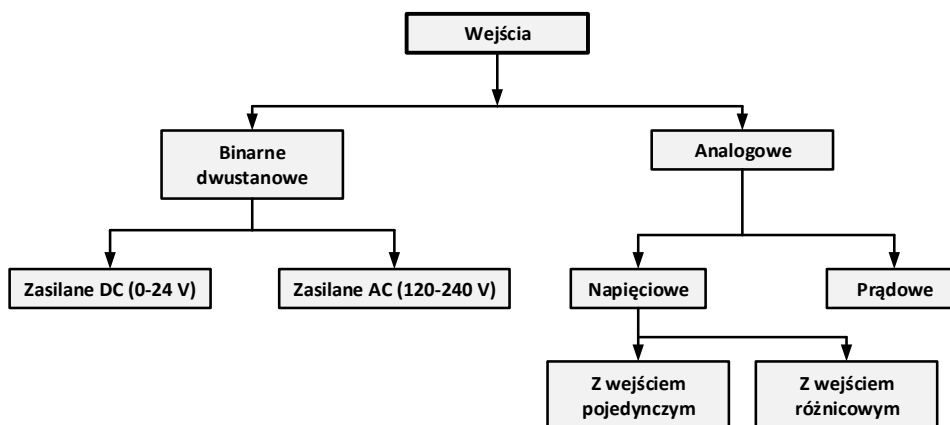 Wejścia
Binarne
dwustanowe
Analogowe
Zasilane DC (0-24 V)
Zasilane AC (120-240 V)
Napięciowe
Prądowe
Z wejściem
pojedynczym
Z wejściem
różnicowym